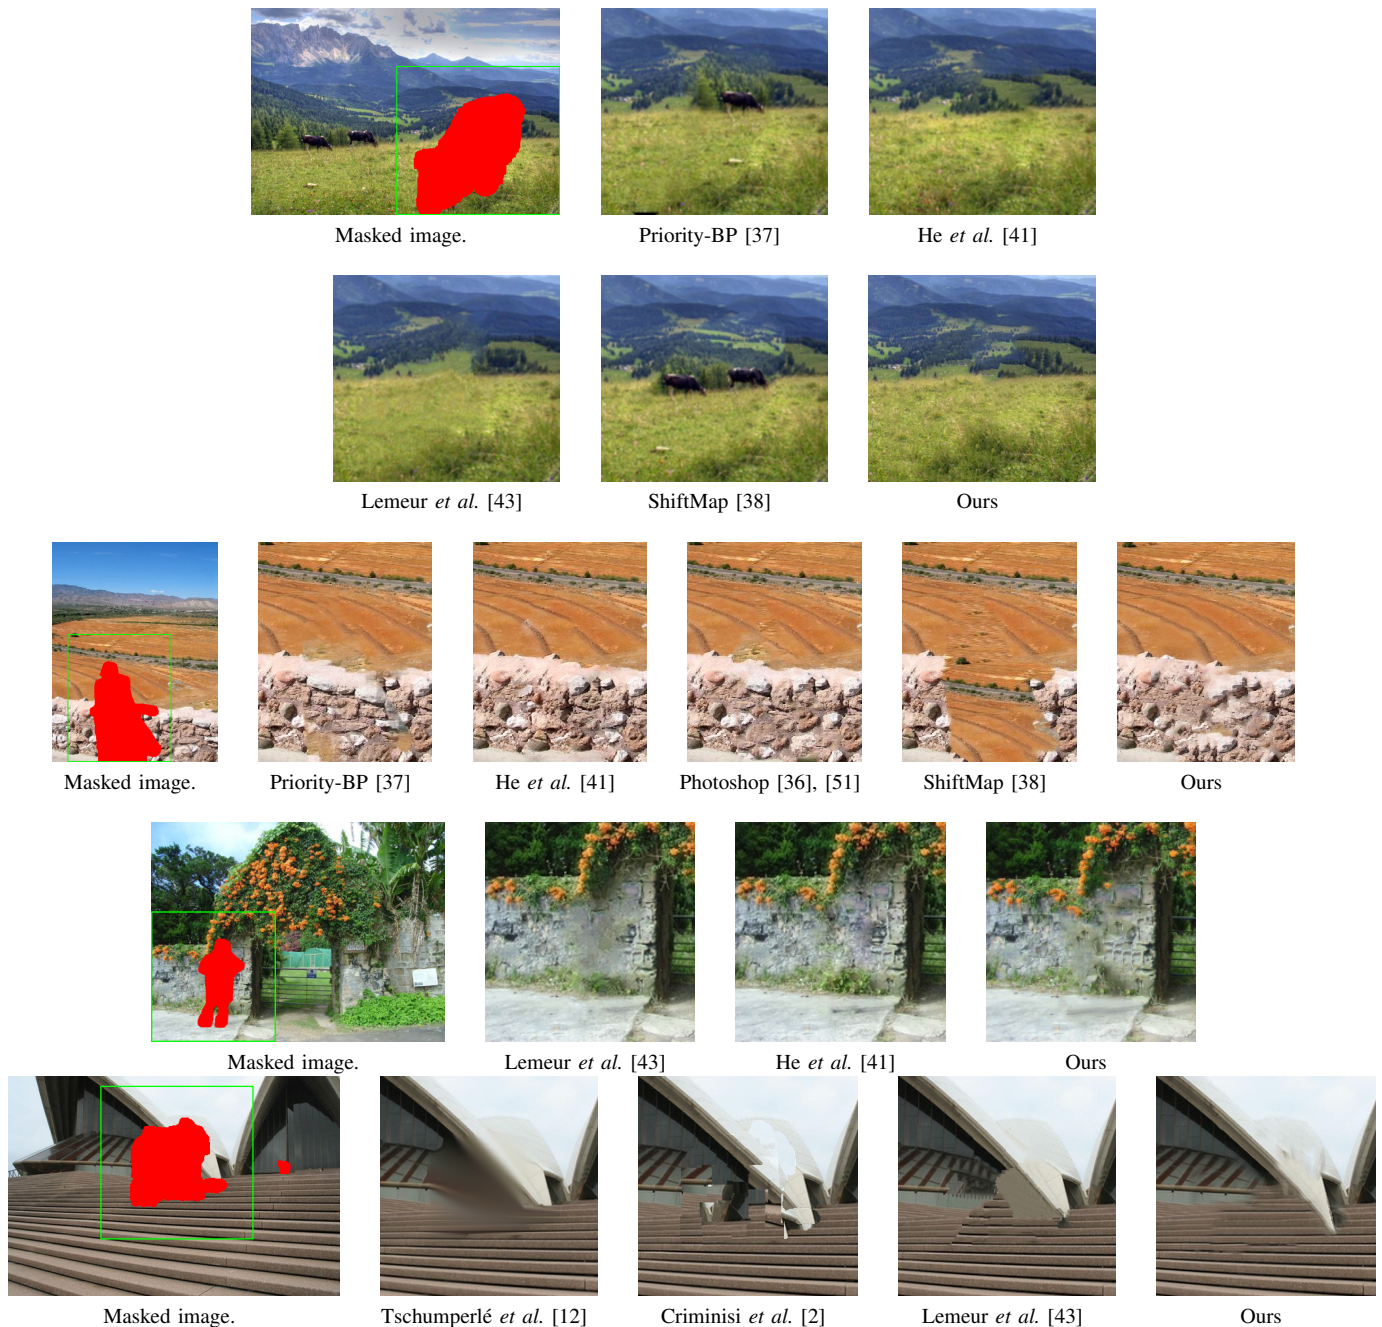 Masked image. Priority-BP [37] He et al. [41]
Lemeur et al. [43] ShiftMap [38] Ours
Masked image. Priority-BP [37] He et al. [41] Photoshop [36], [51] ShiftMap [38] Ours
Masked image. Lemeur et al. [43] He et al. [41] Ours
Masked image. Tschumperlé et al. [12] Criminisi et al. [2] Lemeur et al. [43] Ours